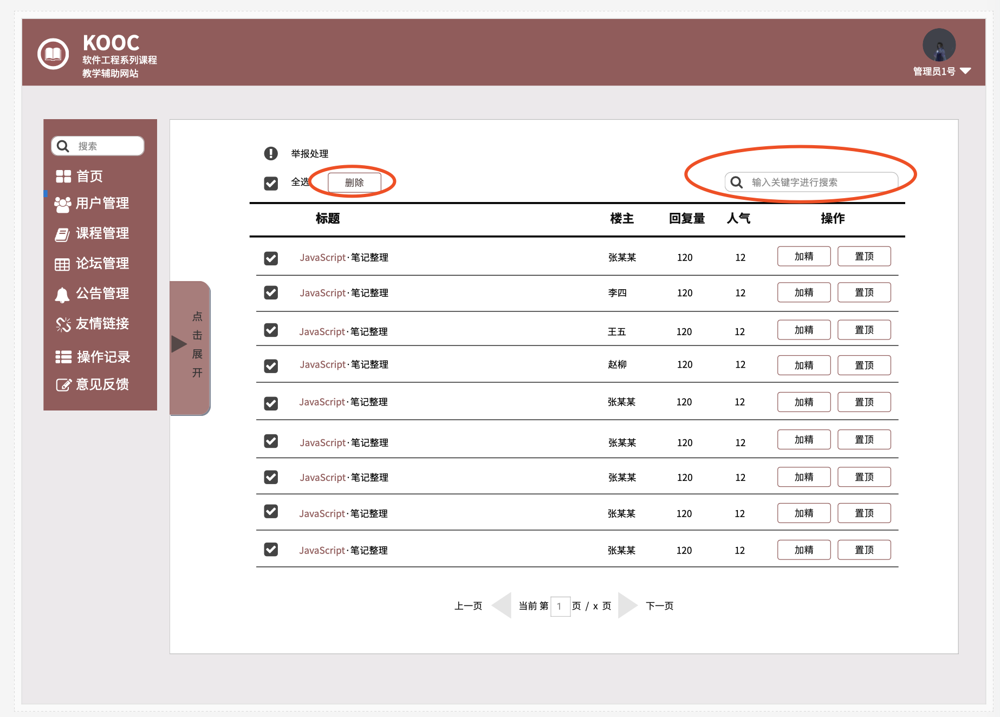 KOOC
软件工程系列课程
教学辅助网站
管理员1号
搜索
首页
用户管理
课程管理
论坛管理
公告管理
友情链接
操作记录
意见反馈
点
击
展
开
举报处理
全选 删除 输入关键字进行搜索
标题 楼主 回复量 人气 操作
JavaScript·笔记整理 张某某 120 12 加精 置顶
JavaScript·笔记整理 李四 120 12 加精 置顶
JavaScript·笔记整理 王五 120 12 加精 置顶
JavaScript·笔记整理 赵柳 120 12 加精 置顶
JavaScript·笔记整理 张某某 120 12 加精 置顶
JavaScript·笔记整理 张某某 120 12 加精 置顶
JavaScript·笔记整理 张某某 120 12 加精 置顶
JavaScript·笔记整理 张某某 120 12 加精 置顶
JavaScript·笔记整理 张某某 120 12 加精 置顶
上一页 当前 第 1 页 / x 页 下一页